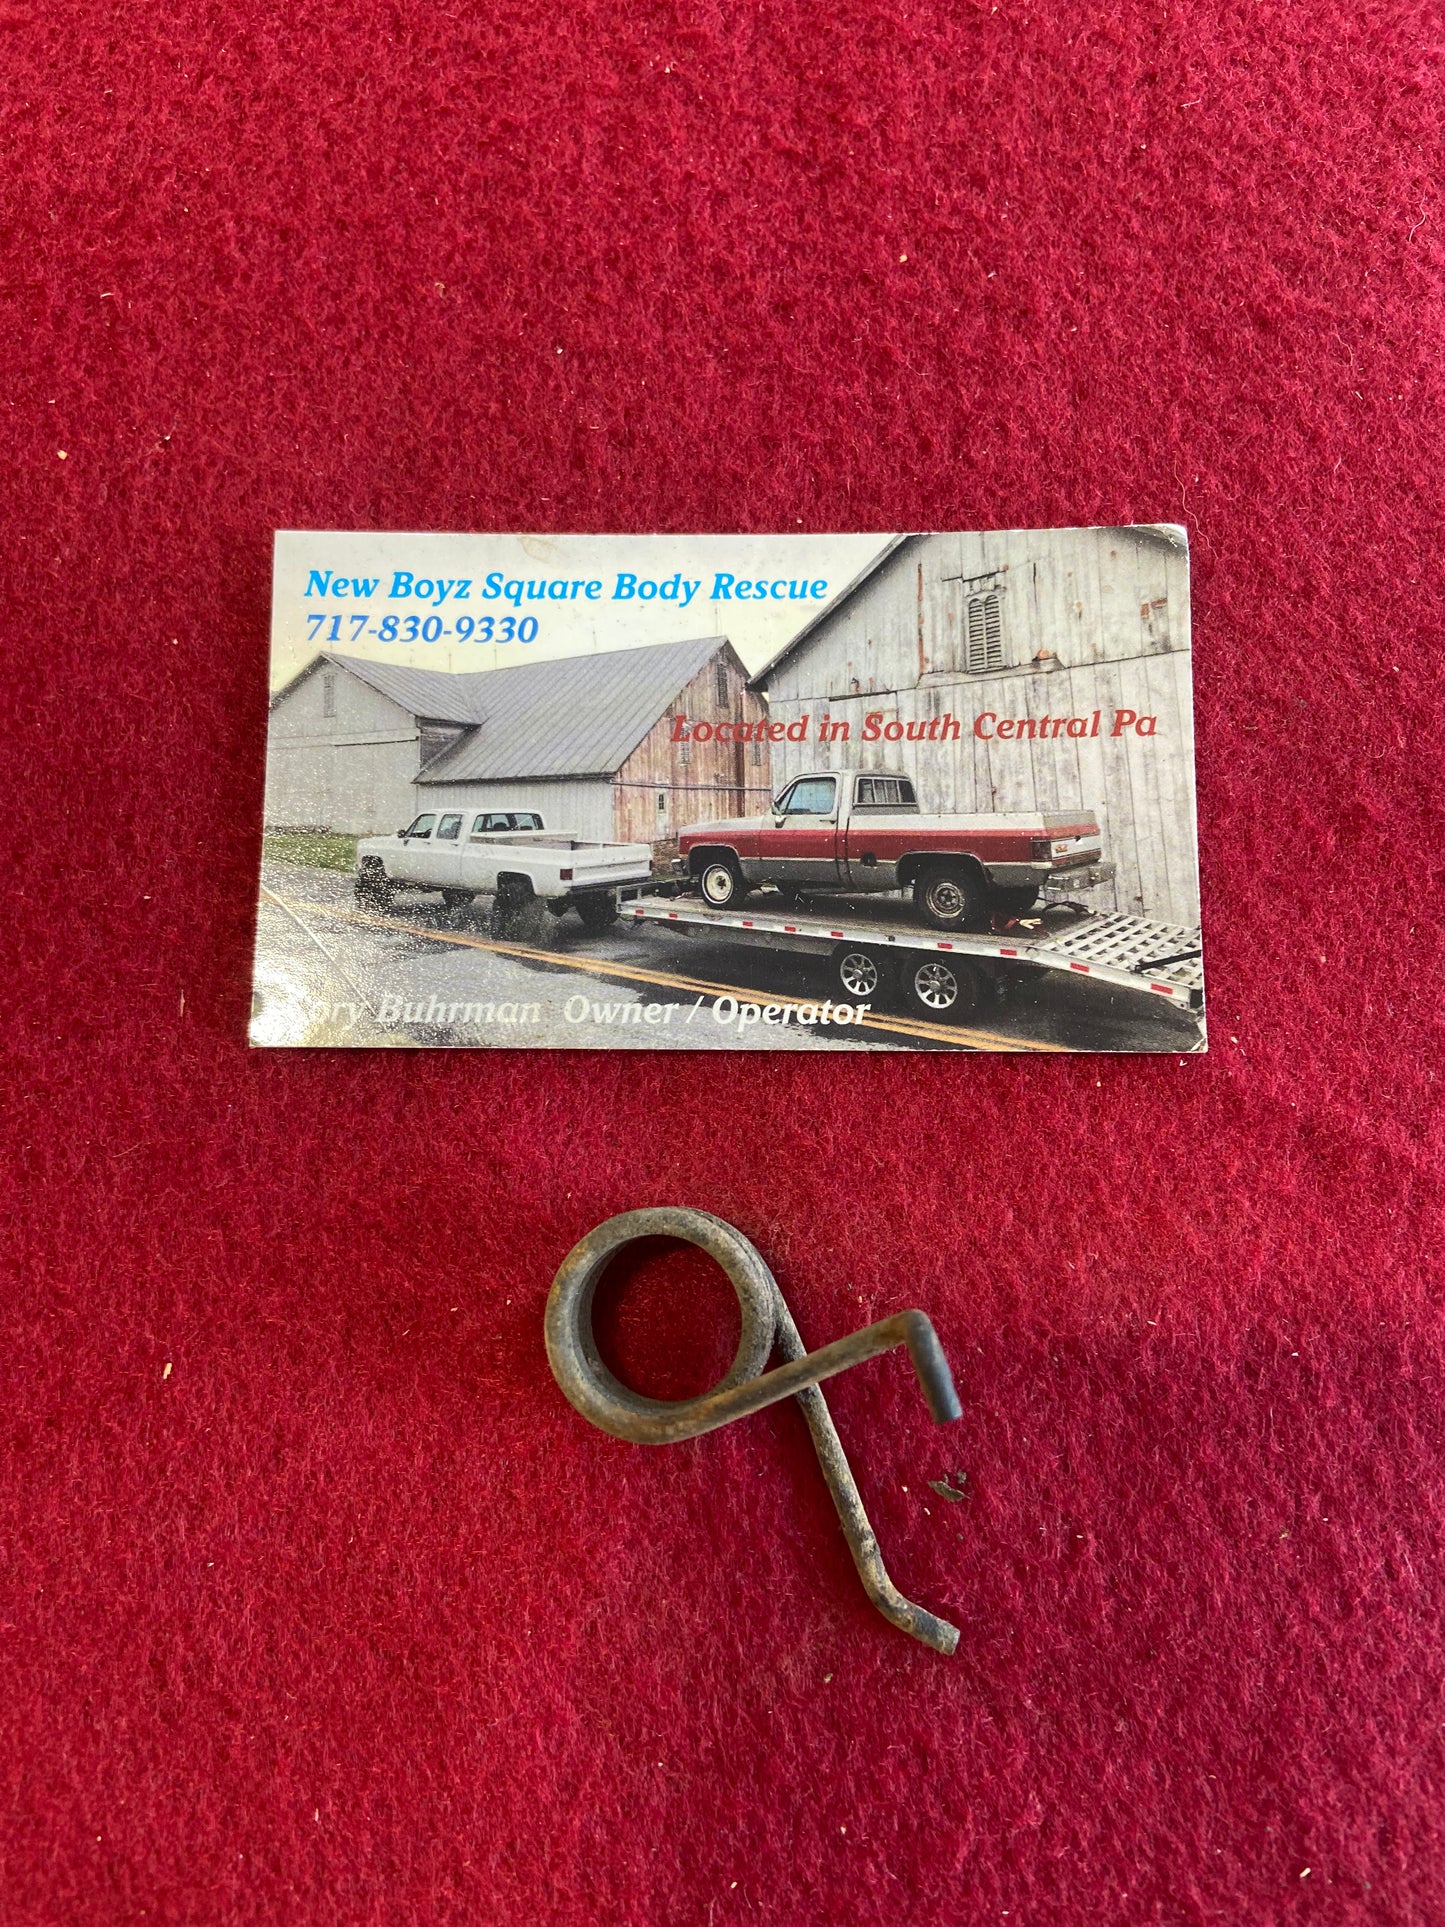 New Boyz Square Body Rescue
717-830-9330
Located in South Central Pa
Buhrman Owner / Operator